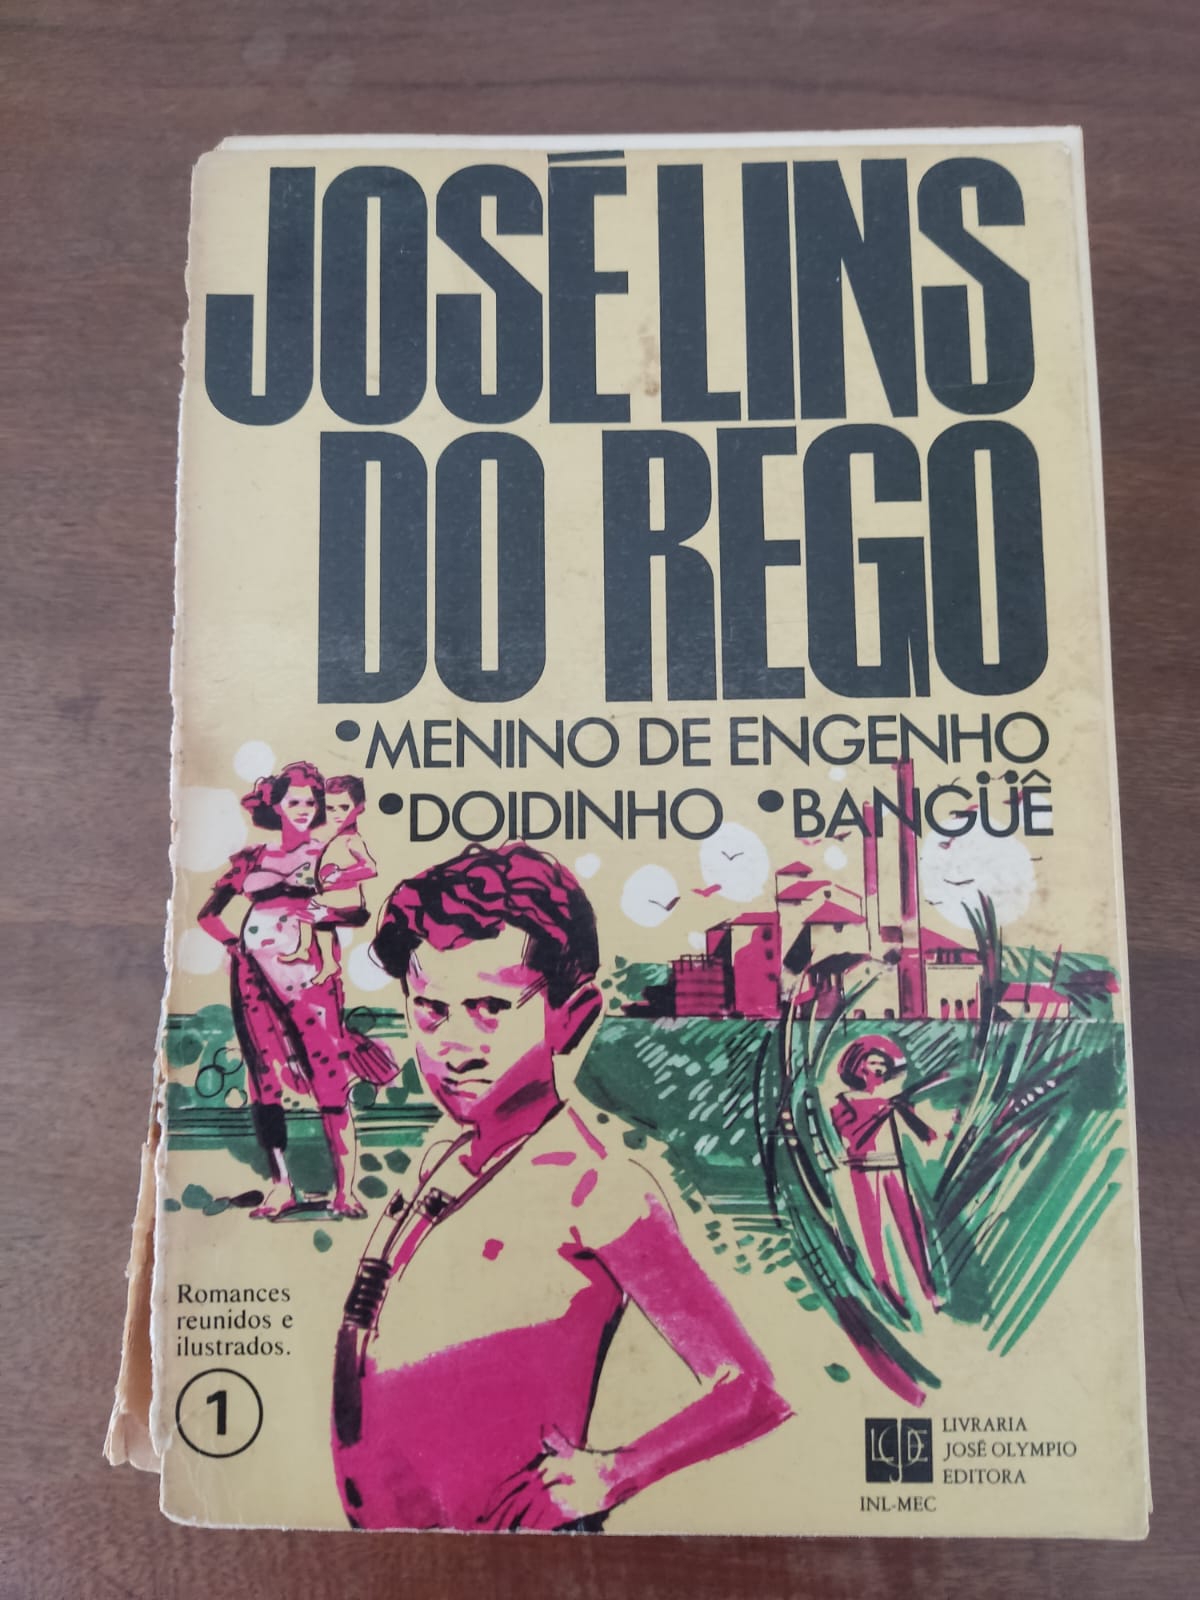 JOSÉ LINS
DO REGO
•MENINO DE ENGENHO
•DOIDINHO •BANGÜÊ
Romances
reunidos e
ilustrados.
1
LJOE
LIVRARIA
JOSÉ OLYMPIO
EDITORA
INL-MEC